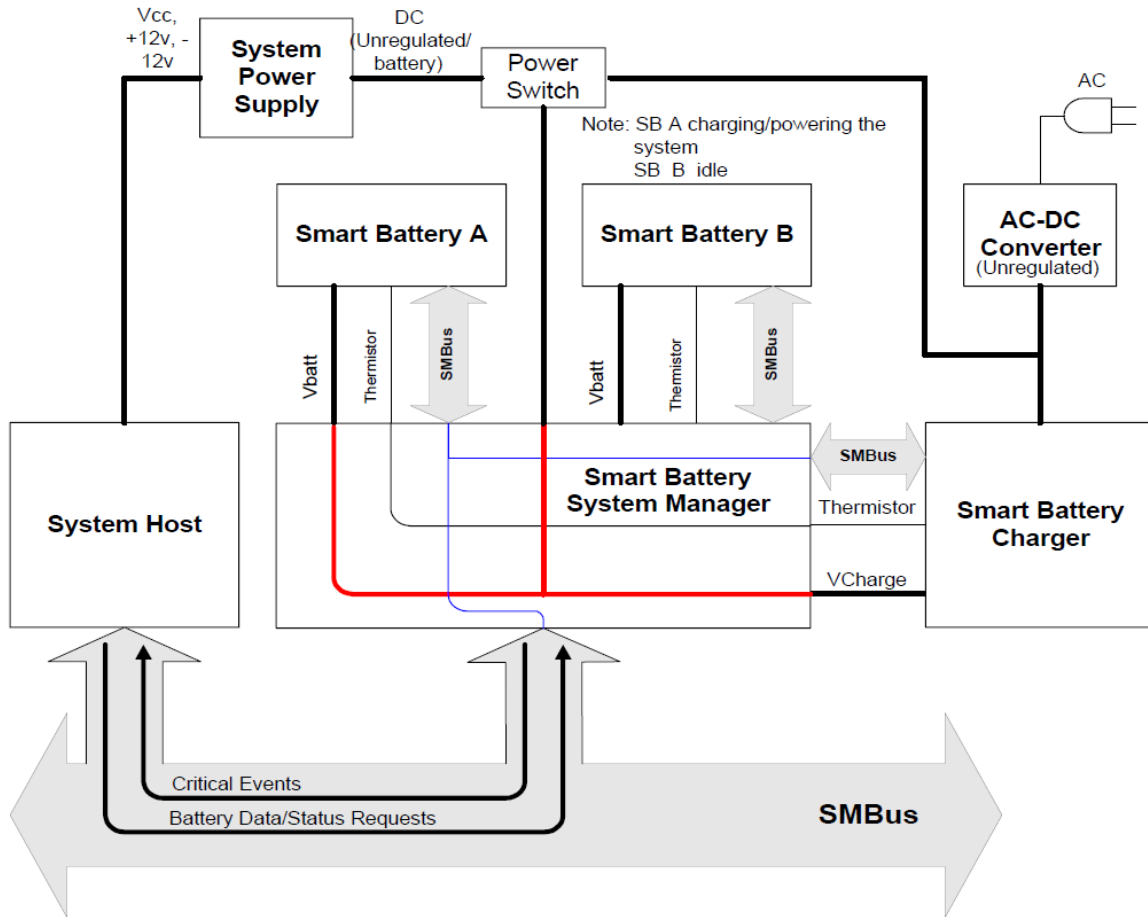 Vcc,
+12v, -
12v
System
Power
Supply
DC
(Unregulated/
battery)
Power
Switch
AC
Note: SB A charging/powering the
system
SB B idle
Smart Battery A
Smart Battery B
AC-DC
Converter
(Unregulated)
Vbatt
Thermistor
SMBus
Vbatt
Thermistor
SMBus
System Host
Smart Battery
System Manager
SMBus
Thermistor
VCharge
Smart Battery
Charger
Critical Events
Battery Data/Status Requests
SMBus